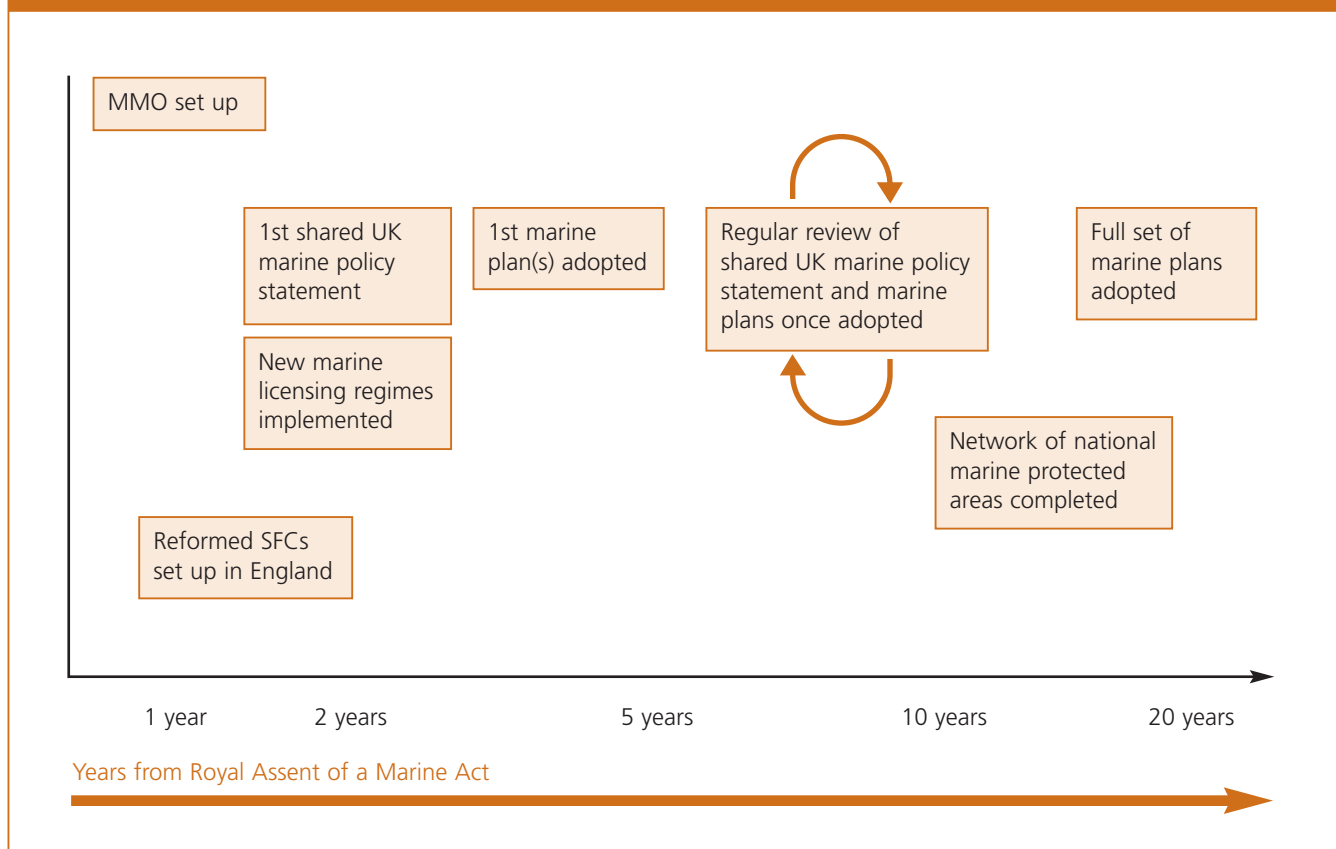 MMO set up
1st shared UK
marine policy
statement
1st marine
plan(s) adopted
Regular review of
shared UK marine policy
statement and marine
plans once adopted
Full set of
marine plans
adopted
New marine
licensing regimes
implemented
Network of national
marine protected
areas completed
Reformed SFCs
set up in England
1 year
2 years
5 years
10 years
20 years
Years from Royal Assent of a Marine Act